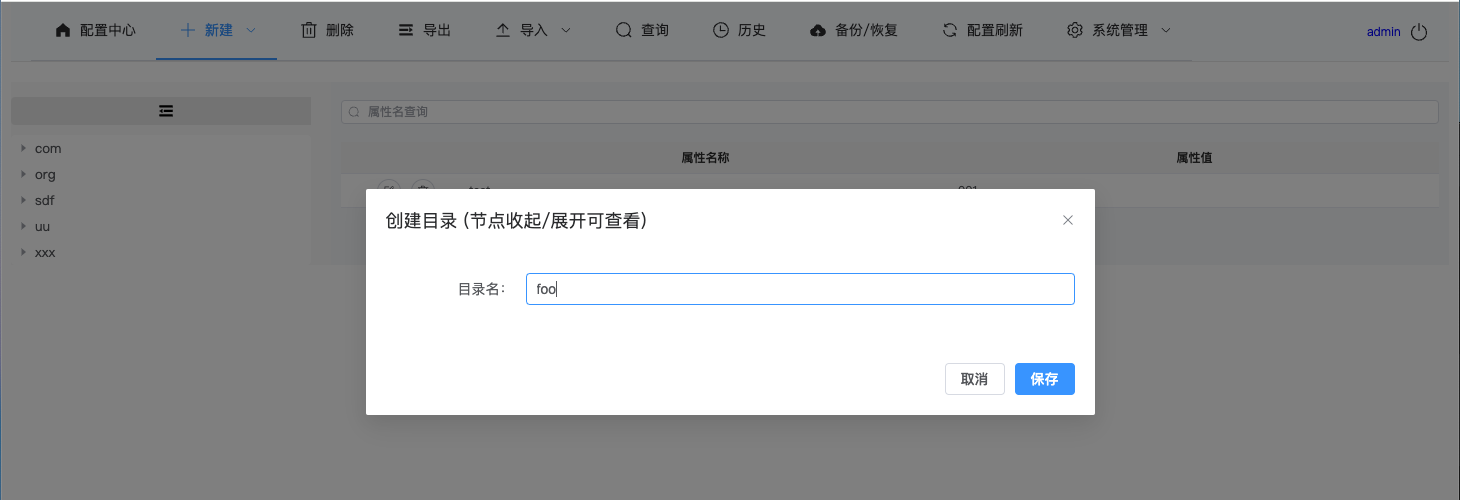 配置中心 新建 删除 导出 导入 查询 历史 备份/恢复 配置刷新 系统管理 admin
属性名查询
com
org
sdf
uu
xxx
属性名称 属性值
创建目录 (节点收起/展开可查看)
目录名: foo
取消 保存